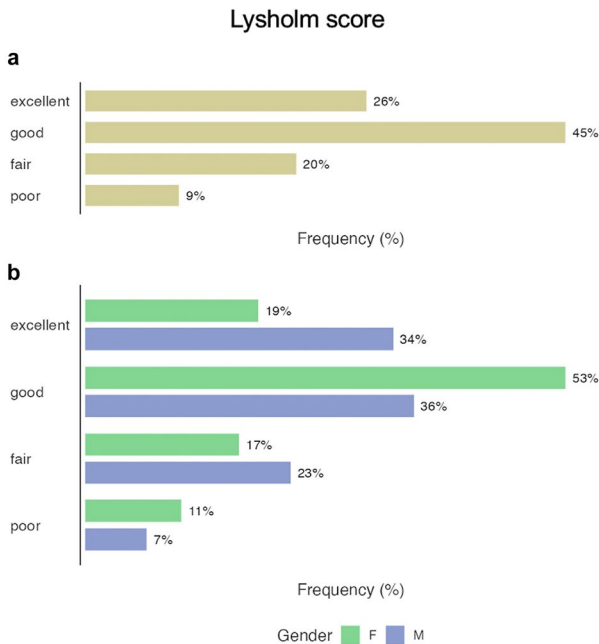 Lysholm score
a
excellent 26%
good 45%
fair 20%
poor 9%
Frequency (%)
b
19%
excellent
34%
53%
good
36%
17%
fair
23%
11%
poor
7%
Frequency (%)
Gender F M